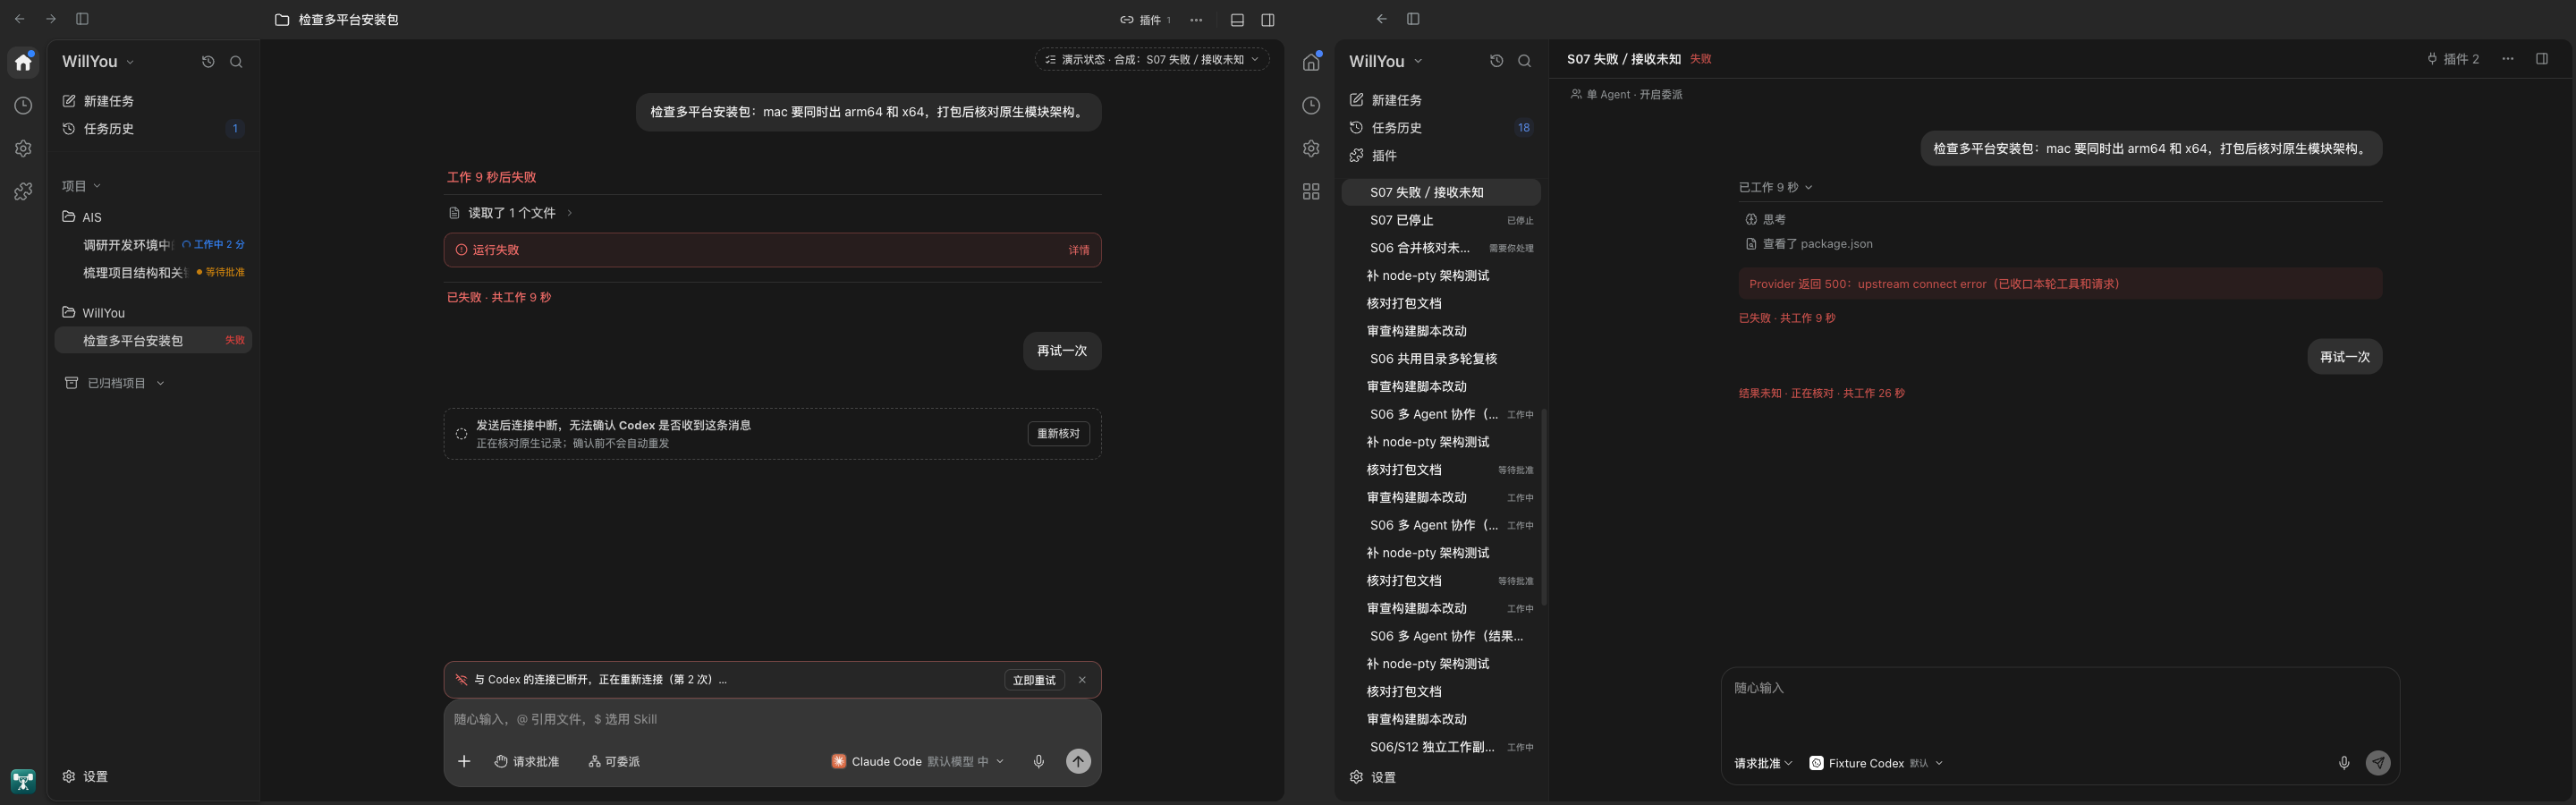 检查多平台安装包
插件 1
WillYou
新建任务
任务历史 1
项目
AIS
调研开发环境中 工作中 2 分
梳理项目结构和关 等待批准
WillYou
检查多平台安装包 失败
已归档项目
设置
演示状态 · 合成：S07 失败 / 接收未知
检查多平台安装包：mac 要同时出 arm64 和 x64，打包后核对原生模块架构。
工作 9 秒后失败
读取了 1 个文件
运行失败 详情
已失败 · 共工作 9 秒
再试一次
发送后连接中断，无法确认 Codex 是否收到这条消息
正在核对原生记录；确认前不会自动重发
重新核对
与 Codex 的连接已断开，正在重新连接（第 2 次）...
立即重试
随心输入，@ 引用文件，$ 选用 Skill
请求批准 可委派 Claude Code 默认模型 中
WillYou
新建任务
任务历史 18
插件
S07 失败 / 接收未知
S07 已停止 已停止
S06 合并核对未... 需要你处理
补 node-pty 架构测试
核对打包文档
审查构建脚本改动
S06 共用目录多轮复核
审查构建脚本改动
S06 多 Agent 协作（... 工作中
补 node-pty 架构测试
核对打包文档 等待批准
审查构建脚本改动 工作中
S06 多 Agent 协作（... 工作中
补 node-pty 架构测试
核对打包文档 等待批准
审查构建脚本改动 工作中
S06 多 Agent 协作（结果...
补 node-pty 架构测试
核对打包文档
审查构建脚本改动
S06/S12 独立工作副... 工作中
设置
S07 失败 / 接收未知 失败
插件 2
单 Agent · 开启委派
检查多平台安装包：mac 要同时出 arm64 和 x64，打包后核对原生模块架构。
已工作 9 秒
思考
查看了 package.json
Provider 返回 500：upstream connect error（已收口本轮工具和请求）
已失败 · 共工作 9 秒
再试一次
结果未知 · 正在核对 · 共工作 26 秒
随心输入
请求批准 Fixture Codex 默认